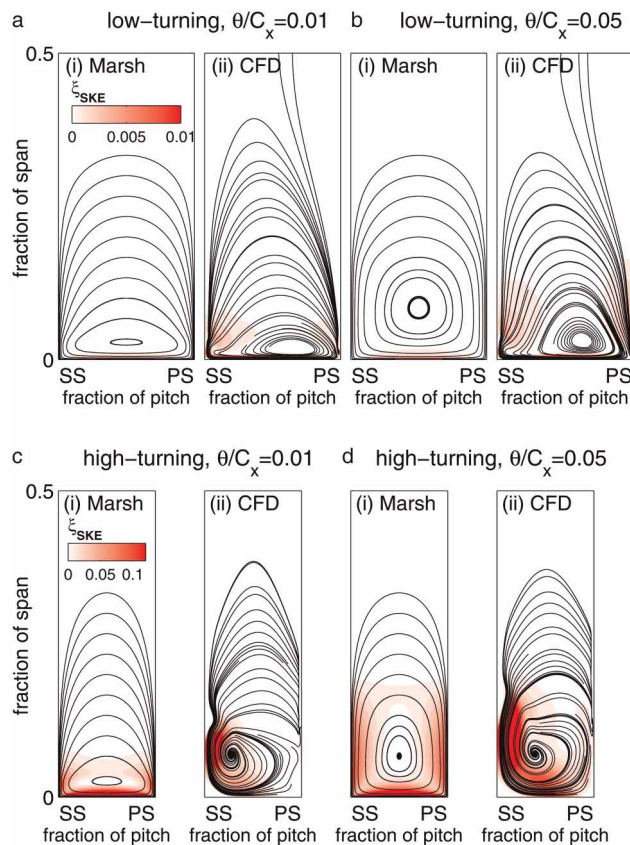 a low-turning, θ/Cₓ=0.01
b low-turning, θ/Cₓ=0.05
0.5
(i) Marsh
(ii) CFD
(i) Marsh
(ii) CFD
ξSKE
0 0.005 0.01
fraction of span
0
SS PS
SS PS
SS PS
SS PS
fraction of pitch
fraction of pitch
fraction of pitch
fraction of pitch
c high-turning, θ/Cₓ=0.01
d high-turning, θ/Cₓ=0.05
0.5
(i) Marsh
(ii) CFD
(i) Marsh
(ii) CFD
ξSKE
0 0.05 0.1
fraction of span
0
SS PS
SS PS
SS PS
SS PS
fraction of pitch
fraction of pitch
fraction of pitch
fraction of pitch